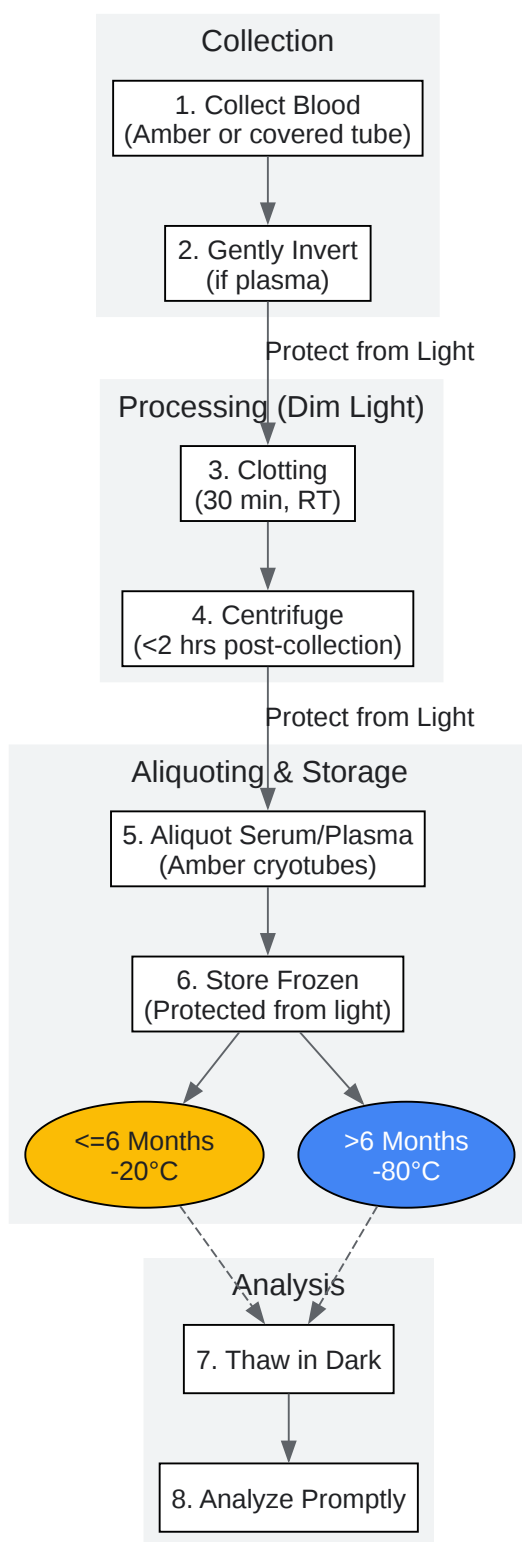 Collection
1. Collect Blood
(Amber or covered tube)
2. Gently Invert
(if plasma)
Protect from Light
Processing (Dim Light)
3. Clotting
(30 min, RT)
4. Centrifuge
(<2 hrs post-collection)
Protect from Light
Aliquoting & Storage
5. Aliquot Serum/Plasma
(Amber cryotubes)
6. Store Frozen
(Protected from light)
<=6 Months
-20°C
>6 Months
-80°C
Analysis
7. Thaw in Dark
8. Analyze Promptly